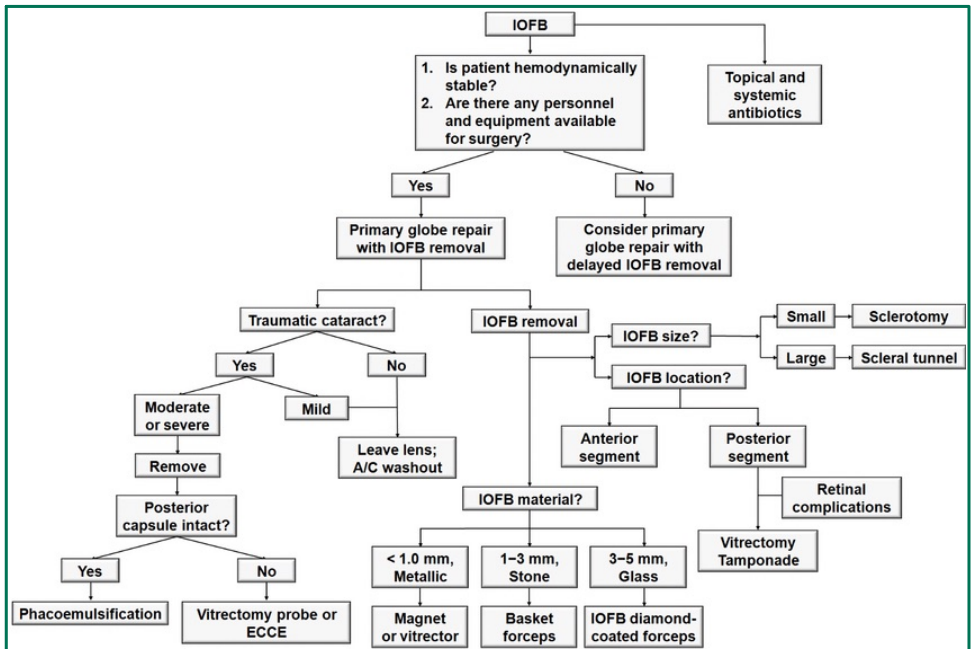 IOFB
1. Is patient hemodynamically
stable?
2. Are there any personnel
and equipment available
for surgery?
Topical and
systemic
antibiotics
Yes
No
Primary globe repair
with IOFB removal
Consider primary
globe repair with
delayed IOFB removal
Traumatic cataract?
IOFB removal
IOFB size?
Small
Sclerotomy
Large
Scleral tunnel
IOFB location?
Yes
No
Moderate
or severe
Mild
Anterior
segment
Posterior
segment
Remove
Leave lens;
A/C washout
Retinal
complications
Posterior
capsule intact?
IOFB material?
Vitrectomy
Tamponade
Yes
No
< 1.0 mm,
Metallic
1–3 mm,
Stone
3–5 mm,
Glass
Phacoemulsification
Vitrectomy probe or
ECCE
Magnet
or vitrector
Basket
forceps
IOFB diamond-
coated forceps